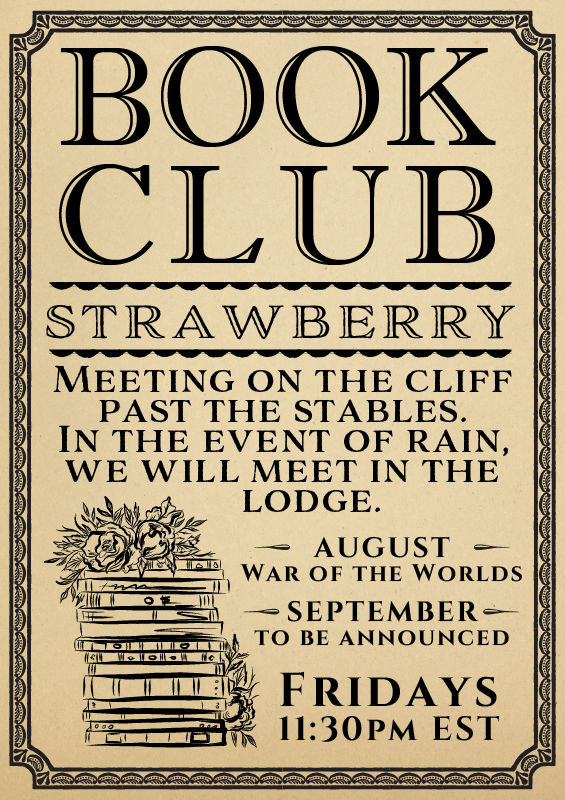 BOOK
CLUB
STRAWBERRY
MEETING ON THE CLIFF
PAST THE STABLES.
IN THE EVENT OF RAIN,
WE WILL MEET IN THE
LODGE.
AUGUST
WAR OF THE WORLDS
SEPTEMBER
TO BE ANNOUNCED
FRIDAYS
11:30PM EST